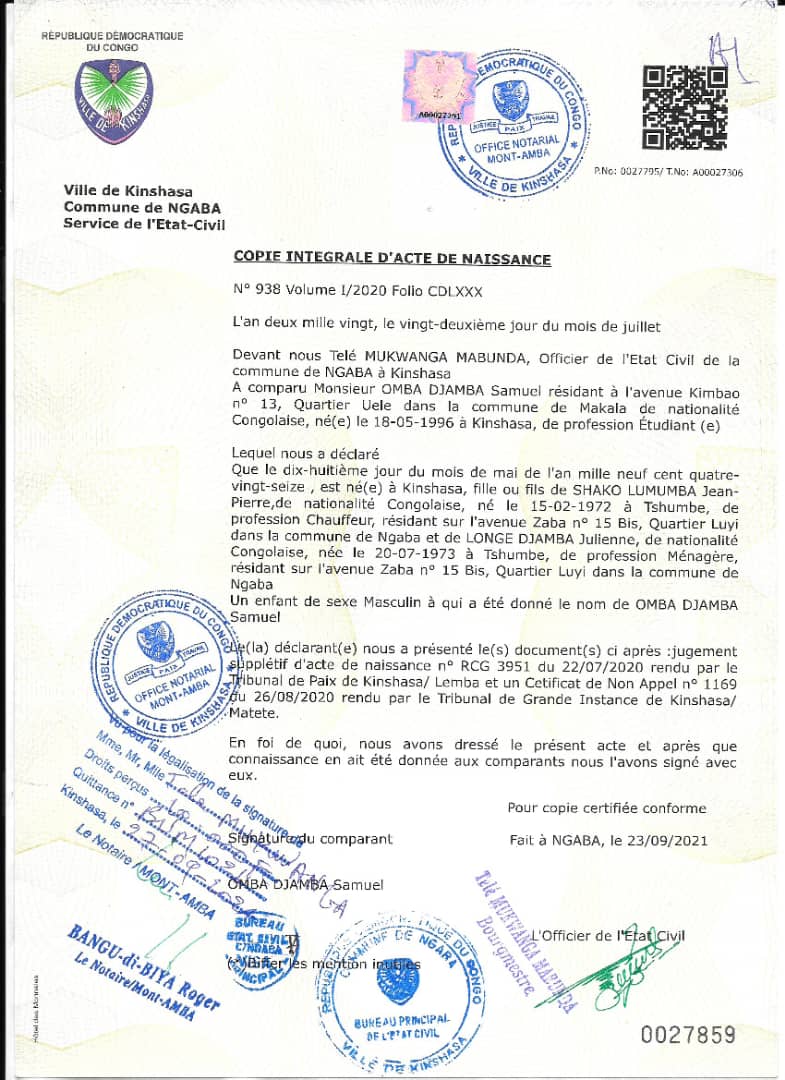 RÉPUBLIQUE DÉMOCRATIQUE
DU CONGO
VILLE DE KINSHASA
A00027391
RÉPUBLIQUE DÉMOCRATIQUE DU CONGO
JUSTICE PAIX TRAVAIL
OFFICE NOTARIAL
MONT-AMBA
* VILLE DE KINSHASA *
P.No: 0027795/ T.No: A00027306
Ville de Kinshasa
Commune de NGABA
Service de l'Etat-Civil
COPIE INTEGRALE D'ACTE DE NAISSANCE
N° 938 Volume I/2020 Folio CDLXXX
L'an deux mille vingt, le vingt-deuxième jour du mois de juillet
Devant nous Telé MUKWANGA MABUNDA, Officier de l'Etat Civil de la
commune de NGABA à Kinshasa
A comparu Monsieur OMBA DJAMBA Samuel résidant à l'avenue Kimbao
n° 13, Quartier Uele dans la commune de Makala de nationalité
Congolaise, né(e) le 18-05-1996 à Kinshasa, de profession Étudiant (e)
Lequel nous a déclaré
Que le dix-huitième jour du mois de mai de l'an mille neuf cent quatre-
vingt-seize , est né(e) à Kinshasa, fille ou fils de SHAKO LUMUMBA Jean-
Pierre,de nationalité Congolaise, né le 15-02-1972 à Tshumbe, de
profession Chauffeur, résidant sur l'avenue Zaba n° 15 Bis, Quartier Luyi
dans la commune de Ngaba et de LONGE DJAMBA Julienne, de nationalité
Congolaise, née le 20-07-1973 à Tshumbe, de profession Ménagère,
résidant sur l'avenue Zaba n° 15 Bis, Quartier Luyi dans la commune de
Ngaba
Un enfant de sexe Masculin à qui a été donné le nom de OMBA DJAMBA
Samuel
Le(la) déclarant(e) nous a présenté le(s) document(s) ci après :jugement
supplétif d'acte de naissance n° RCG 3951 du 22/07/2020 rendu par le
Tribunal de Paix de Kinshasa/ Lemba et un Cetificat de Non Appel n° 1169
du 26/08/2020 rendu par le Tribunal de Grande Instance de Kinshasa/
Matete.
RÉPUBLIQUE DÉMOCRATIQUE DU CONGO
JUSTICE PAIX TRAVAIL
OFFICE NOTARIAL
MONT-AMBA
* VILLE DE KINSHASA *
En foi de quoi, nous avons dressé le présent acte et après que
connaissance en ait été donnée aux comparants nous l'avons signé avec
eux.
Vu pour la légalisation de la signature de
Mme, Mr, Mlle MUKWANGA
Droits perçus
Quittance n°
Kinshasa, le
Le Notaire /MONT-AMBA
BANGU-di-BIYA Roger
Le Notaire/Mont-AMBA
Pour copie certifiée conforme
Signature du comparant
Fait à NGABA, le 23/09/2021
OMBA DJAMBA Samuel
Telé MUKWANGA MABUNDA
Bourgmestre
L'Officier de l'Etat Civil
BUREAU
ETAT CIVIL
PRINCIPAL
(*) Biffer les mention inutiles
RÉPUBLIQUE DÉMOCRATIQUE DU CONGO
COMMUNE DE NGABA
BUREAU PRINCIPAL
DE L'ETAT CIVIL
VILLE DE KINSHASA
0027859
Hôtel des Monnaies